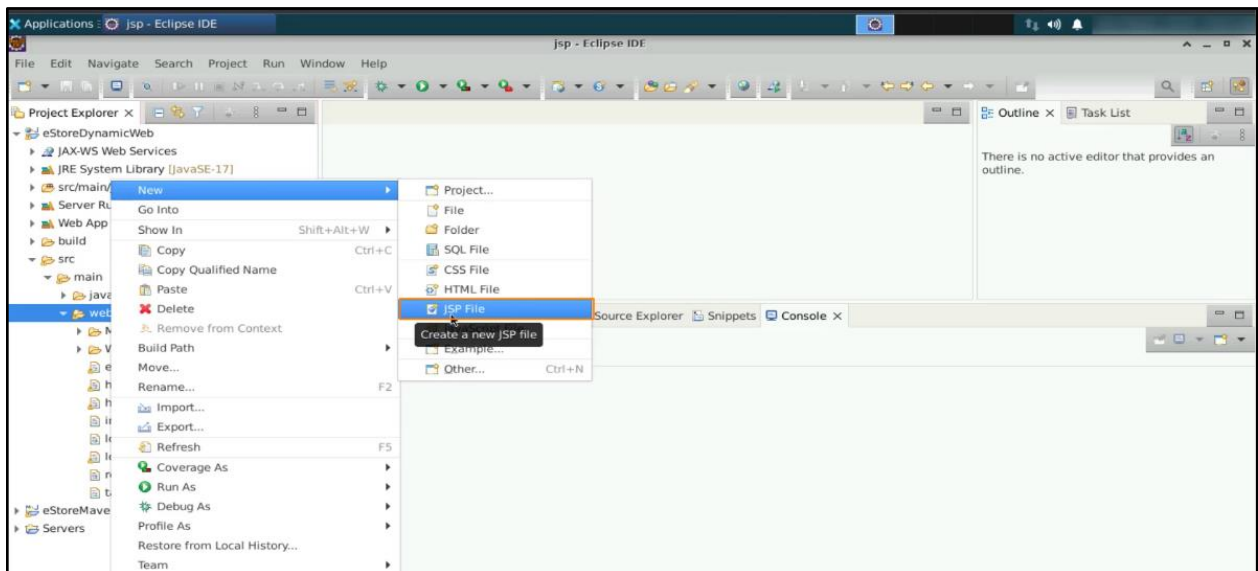 Applications : jsp - Eclipse IDE
jsp - Eclipse IDE
File Edit Navigate Search Project Run Window Help
Project Explorer
eStoreDynamicWeb
JAX-WS Web Services
JRE System Library [JavaSE-17]
src/main/
Server Ru
Web App
build
src
main
java
web
eStoreMave
Servers
New
Go Into
Show In Shift+Alt+W
Copy Ctrl+C
Copy Qualified Name
Paste Ctrl+V
Delete
Remove from Context
Build Path
Move...
Rename... F2
Import...
Export...
Refresh F5
Coverage As
Run As
Debug As
Profile As
Restore from Local History...
Team
Project...
File
Folder
SQL File
CSS File
HTML File
JSP File
Create a new JSP file
Example...
Other... Ctrl+N
Source Explorer Snippets Console
Outline Task List
There is no active editor that provides an
outline.